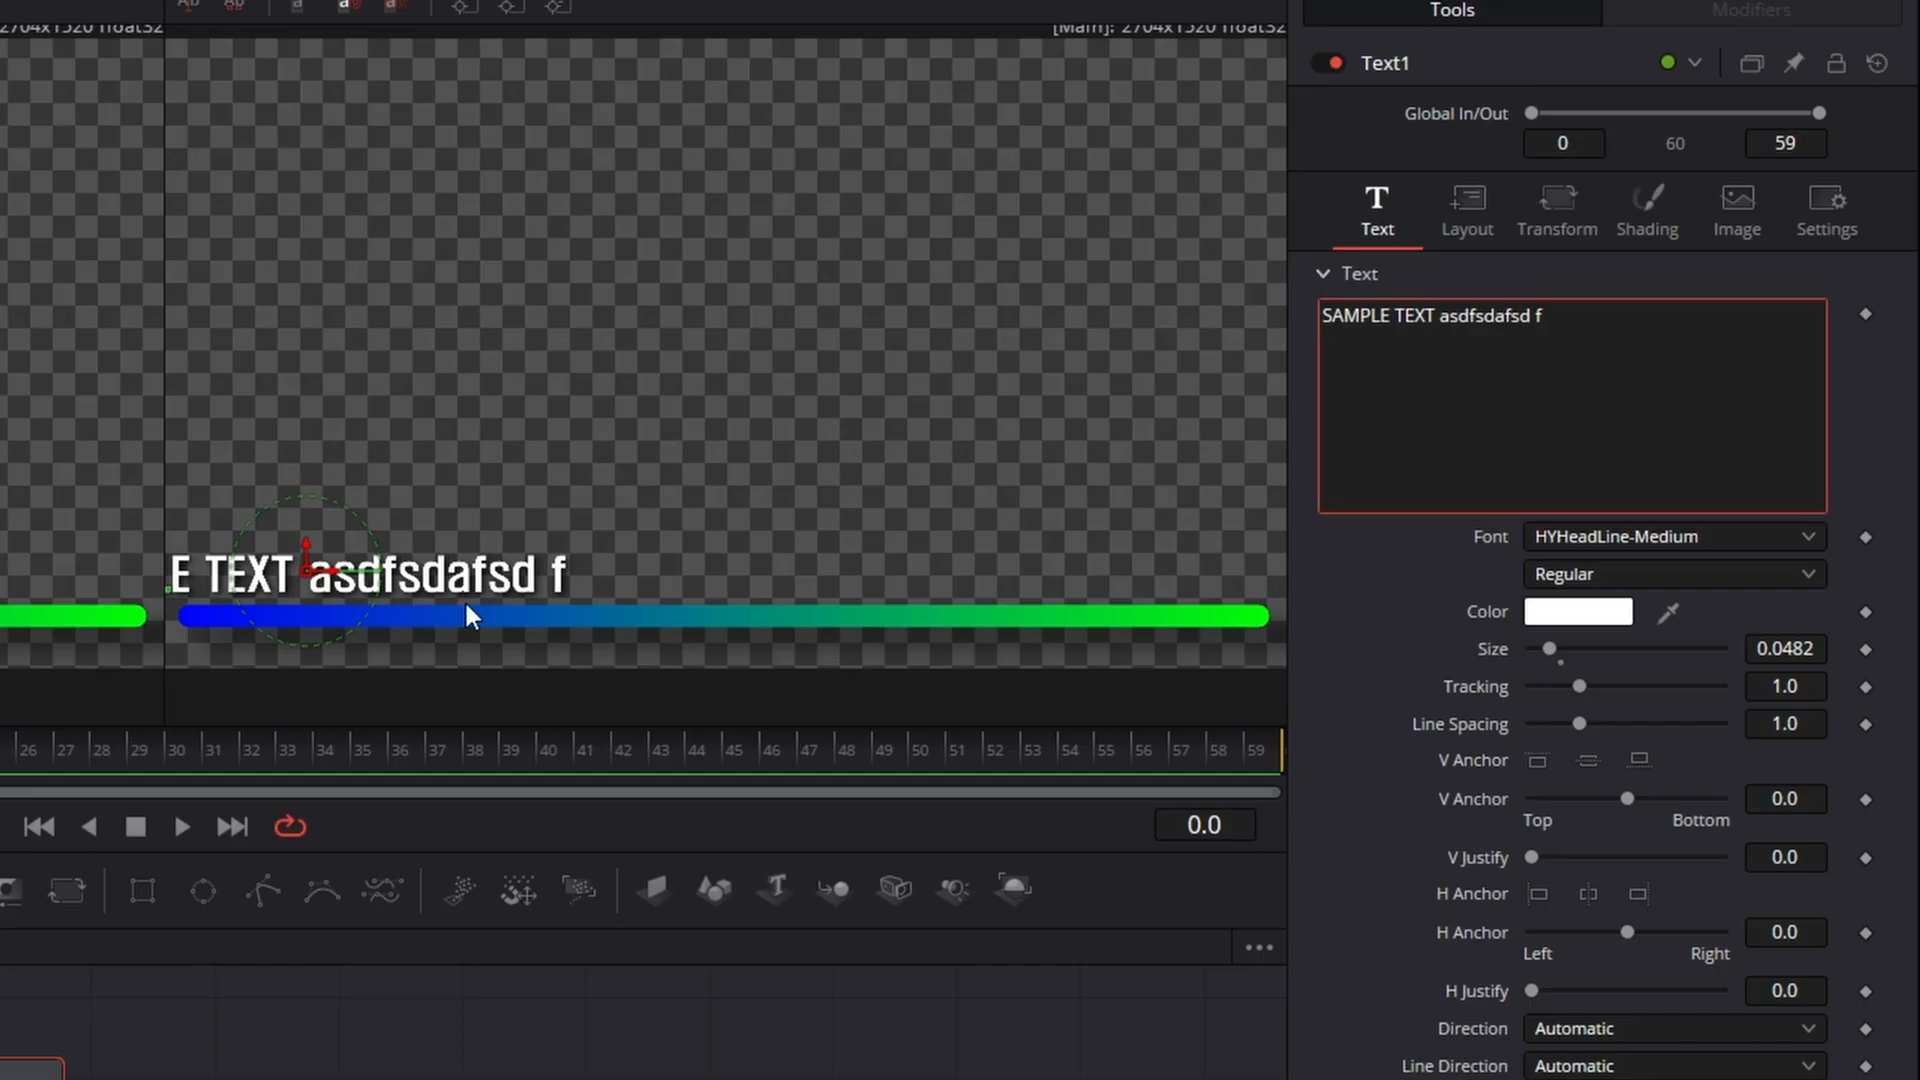 Tools Modifiers
2704x1520 float32 [Main]: 2704x1520 float32
Text1
Global In/Out
0 60 59
T
Text Layout Transform Shading Image Settings
Text
SAMPLE TEXT asdfsdafsd f
E TEXT asdfsdafsd f
Font HYHeadLine-Medium
Regular
Color
Size 0.0482
Tracking 1.0
Line Spacing 1.0
V Anchor
V Anchor 0.0
Top Bottom
V Justify 0.0
H Anchor
H Anchor 0.0
Left Right
H Justify 0.0
Direction Automatic
Line Direction Automatic
26 27 28 29 30 31 32 33 34 35 36 37 38 39 40 41 42 43 44 45 46 47 48 49 50 51 52 53 54 55 56 57 58 59
0.0
T